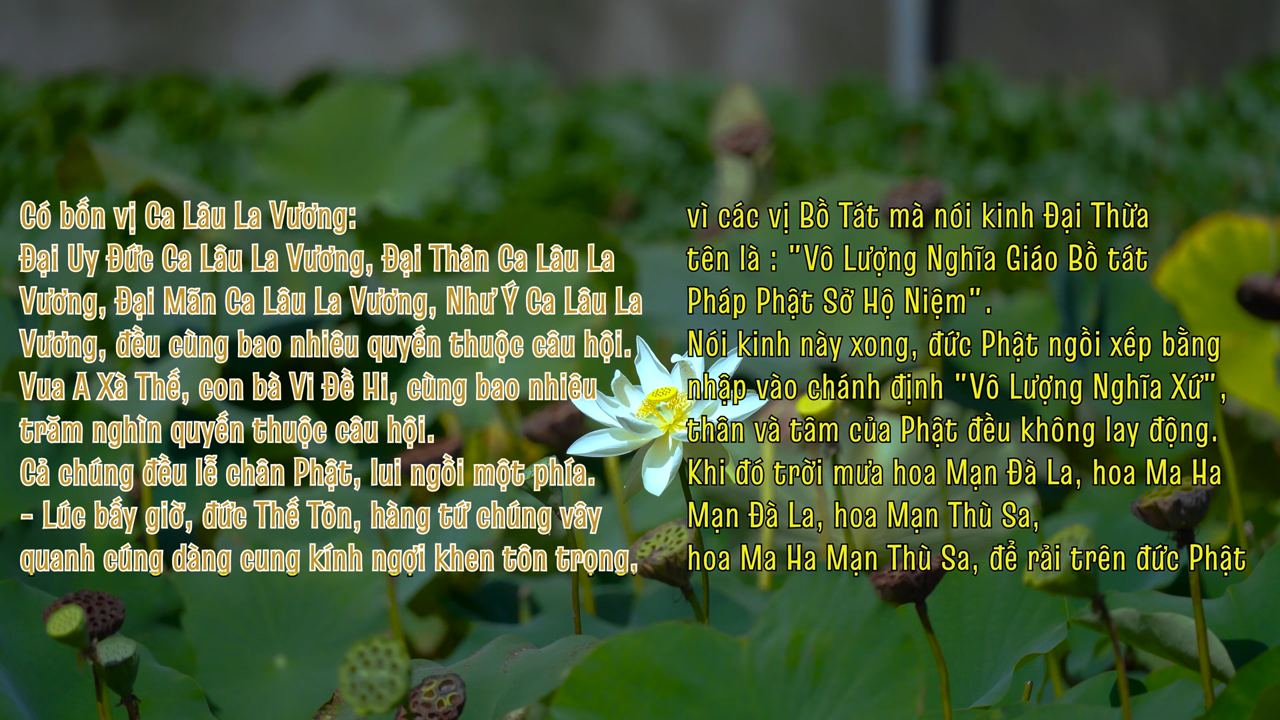 Có bốn vị Ca Lâu La Vương:
Đại Uy Đức Ca Lâu La Vương, Đại Thân Ca Lâu La
Vương, Đại Mãn Ca Lâu La Vương, Như Ý Ca Lâu La
Vương, đều cùng bao nhiêu quyến thuộc câu hội.
Vua A Xà Thế, con bà Vi Đề Hi, cùng bao nhiêu
trăm nghìn quyến thuộc câu hội.
Cả chúng đều lễ chân Phật, lui ngồi một phía.
- Lúc bấy giờ, đức Thế Tôn, hàng tứ chúng vây
quanh cúng dàng cung kính ngợi khen tôn trọng,
vì các vị Bồ Tát mà nói kinh Đại Thừa
tên là : "Vô Lượng Nghĩa Giáo Bồ tát
Pháp Phật Sở Hộ Niệm".
Nói kinh này xong, đức Phật ngồi xếp bằng
nhập vào chánh định "Vô Lượng Nghĩa Xứ",
thân và tâm của Phật đều không lay động.
Khi đó trời mưa hoa Mạn Đà La, hoa Ma Ha
Mạn Đà La, hoa Mạn Thù Sa,
hoa Ma Ha Mạn Thù Sa, để rải trên đức Phật